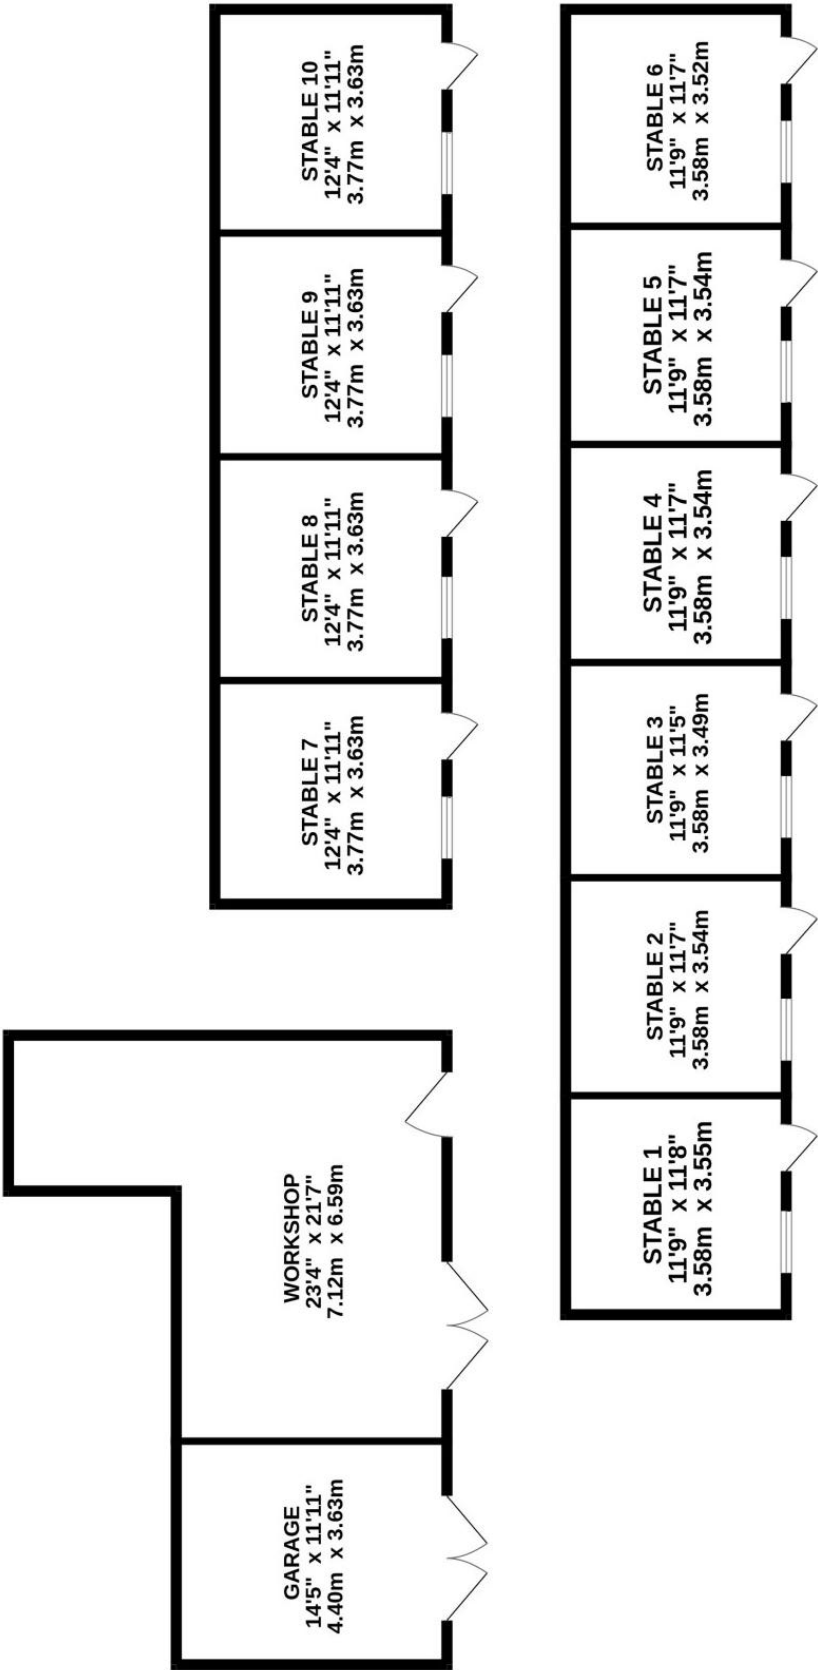 STABLE 10
12'4" x 11'11"
3.77m x 3.63m
STABLE 9
12'4" x 11'11"
3.77m x 3.63m
STABLE 8
12'4" x 11'11"
3.77m x 3.63m
STABLE 7
12'4" x 11'11"
3.77m x 3.63m
STABLE 6
11'9" x 11'7"
3.58m x 3.52m
STABLE 5
11'9" x 11'7"
3.58m x 3.54m
STABLE 4
11'9" x 11'7"
3.58m x 3.54m
STABLE 3
11'9" x 11'5"
3.58m x 3.49m
STABLE 2
11'9" x 11'7"
3.58m x 3.54m
STABLE 1
11'9" x 11'8"
3.58m x 3.55m
WORKSHOP
23'4" x 21'7"
7.12m x 6.59m
GARAGE
14'5" x 11'11"
4.40m x 3.63m